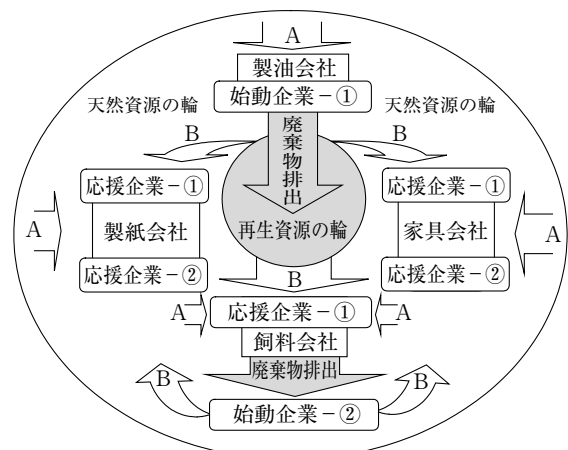 A
製油会社
始動企業－①
天然資源の輪
天然資源の輪
B
B
廃棄物排出
応援企業－①
応援企業－①
A
製紙会社
再生資源の輪
家具会社
A
応援企業－②
応援企業－②
B
A
応援企業－①
A
飼料会社
廃棄物排出
B
B
始動企業－②